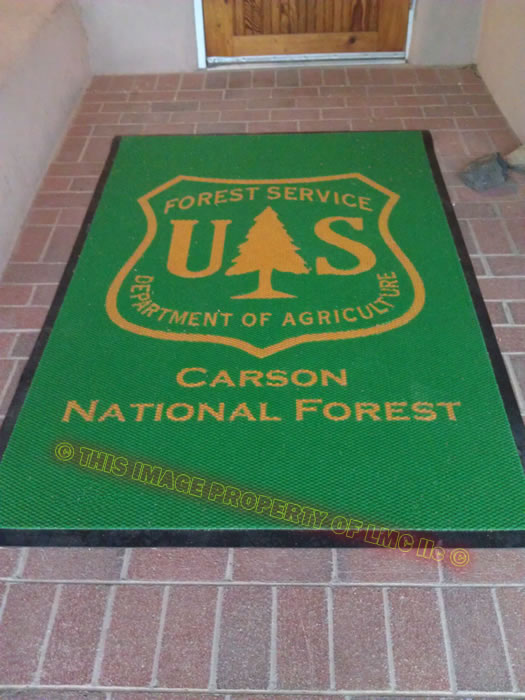 FOREST SERVICE
U S
DEPARTMENT OF AGRICULTURE
CARSON
NATIONAL FOREST
© THIS IMAGE PROPERTY OF LMC llc ©